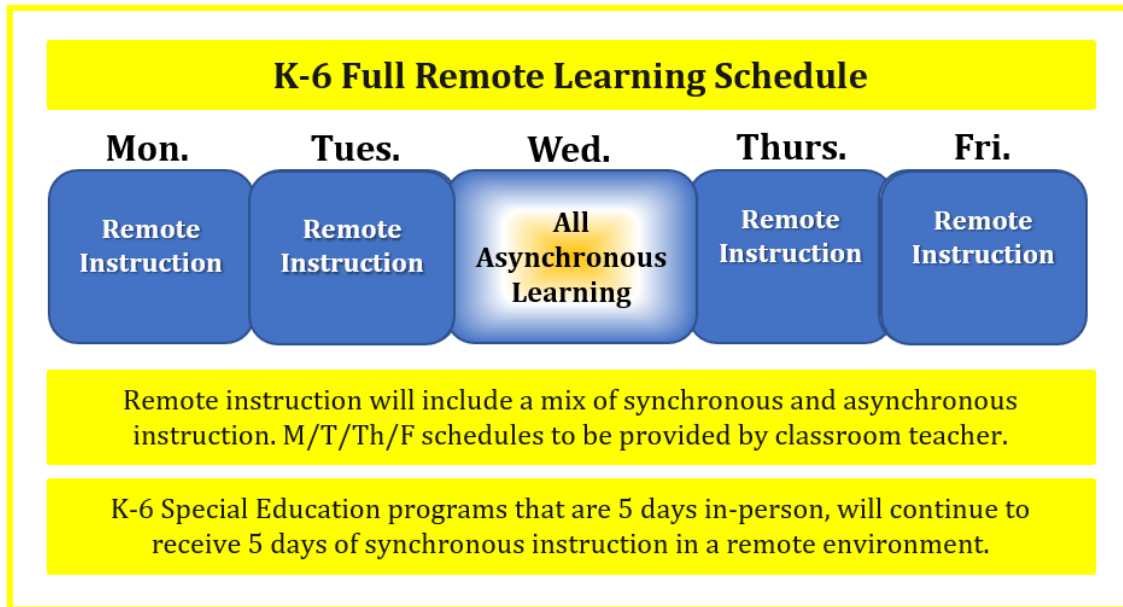 K-6 Full Remote Learning Schedule
Mon. Tues. Wed. Thurs. Fri.
Remote
Instruction
Remote
Instruction
All
Asynchronous
Learning
Remote
Instruction
Remote
Instruction
Remote instruction will include a mix of synchronous and asynchronous
instruction. M/T/Th/F schedules to be provided by classroom teacher.
K-6 Special Education programs that are 5 days in-person, will continue to
receive 5 days of synchronous instruction in a remote environment.